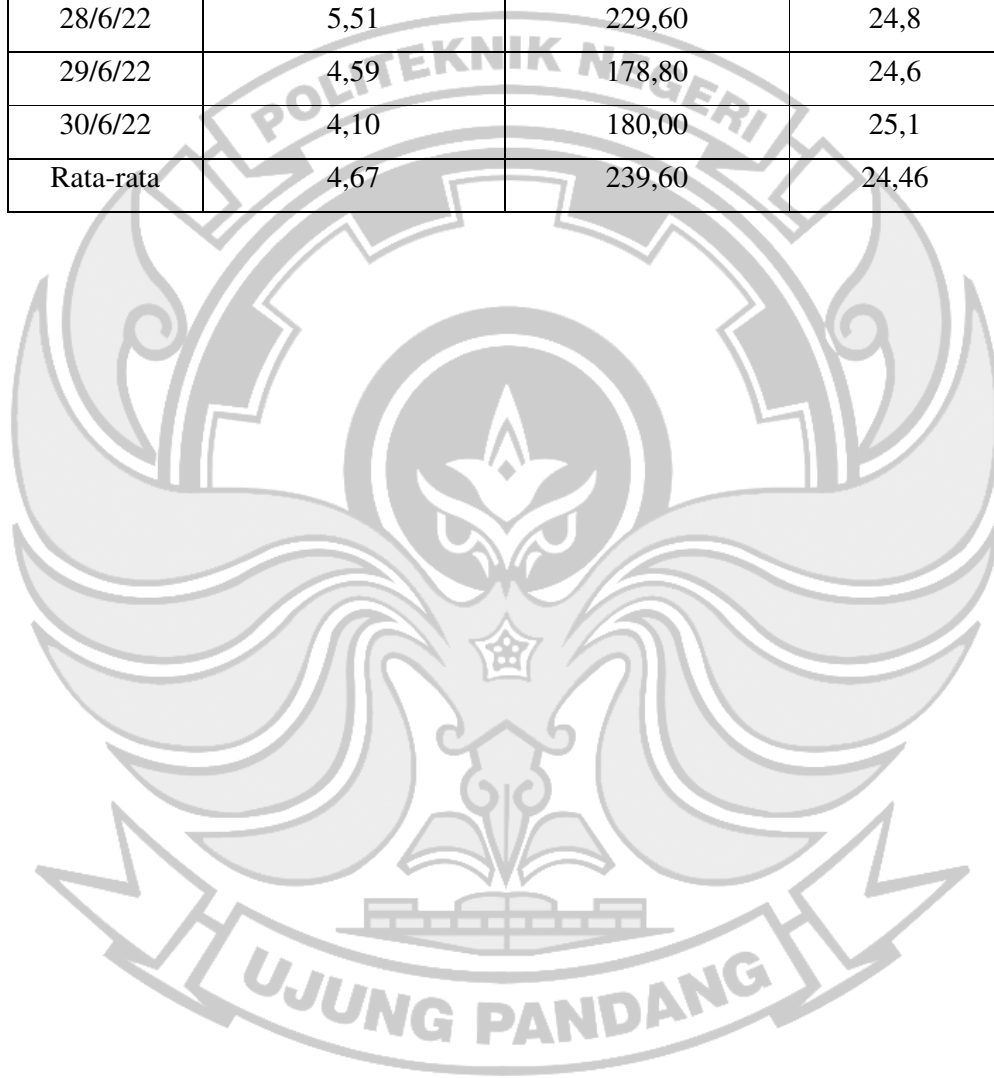 28/6/22 5,51 229,60 24,8
29/6/22 4,59 178,80 24,6
30/6/22 4,10 180,00 25,1
Rata-rata 4,67 239,60 24,46
POLITEKNIK NEGERI
UJUNG PANDANG